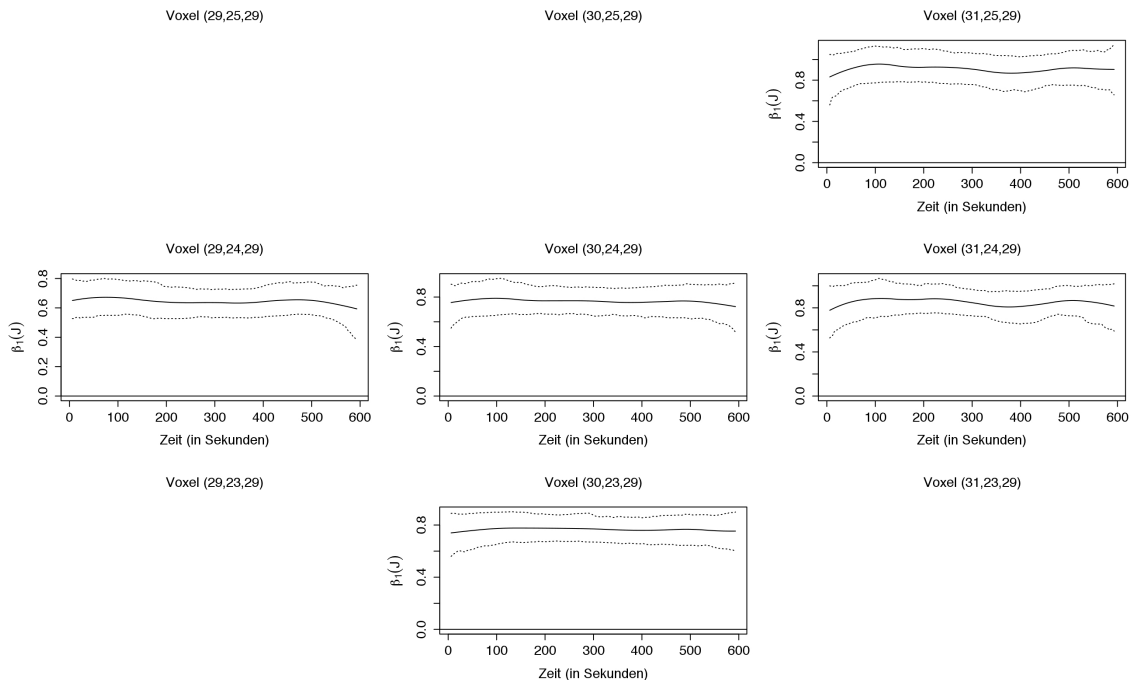 Voxel (29,25,29)
Voxel (30,25,29)
Voxel (31,25,29)
β1(J)
0.0 0.4 0.8
0 100 200 300 400 500 600
Zeit (in Sekunden)
Voxel (29,24,29)
β1(J)
0.0 0.2 0.4 0.6 0.8
0 100 200 300 400 500 600
Zeit (in Sekunden)
Voxel (30,24,29)
β1(J)
0.0 0.4 0.8
0 100 200 300 400 500 600
Zeit (in Sekunden)
Voxel (31,24,29)
β1(J)
0.0 0.4 0.8
0 100 200 300 400 500 600
Zeit (in Sekunden)
Voxel (29,23,29)
Voxel (30,23,29)
β1(J)
0.0 0.4 0.8
0 100 200 300 400 500 600
Zeit (in Sekunden)
Voxel (31,23,29)